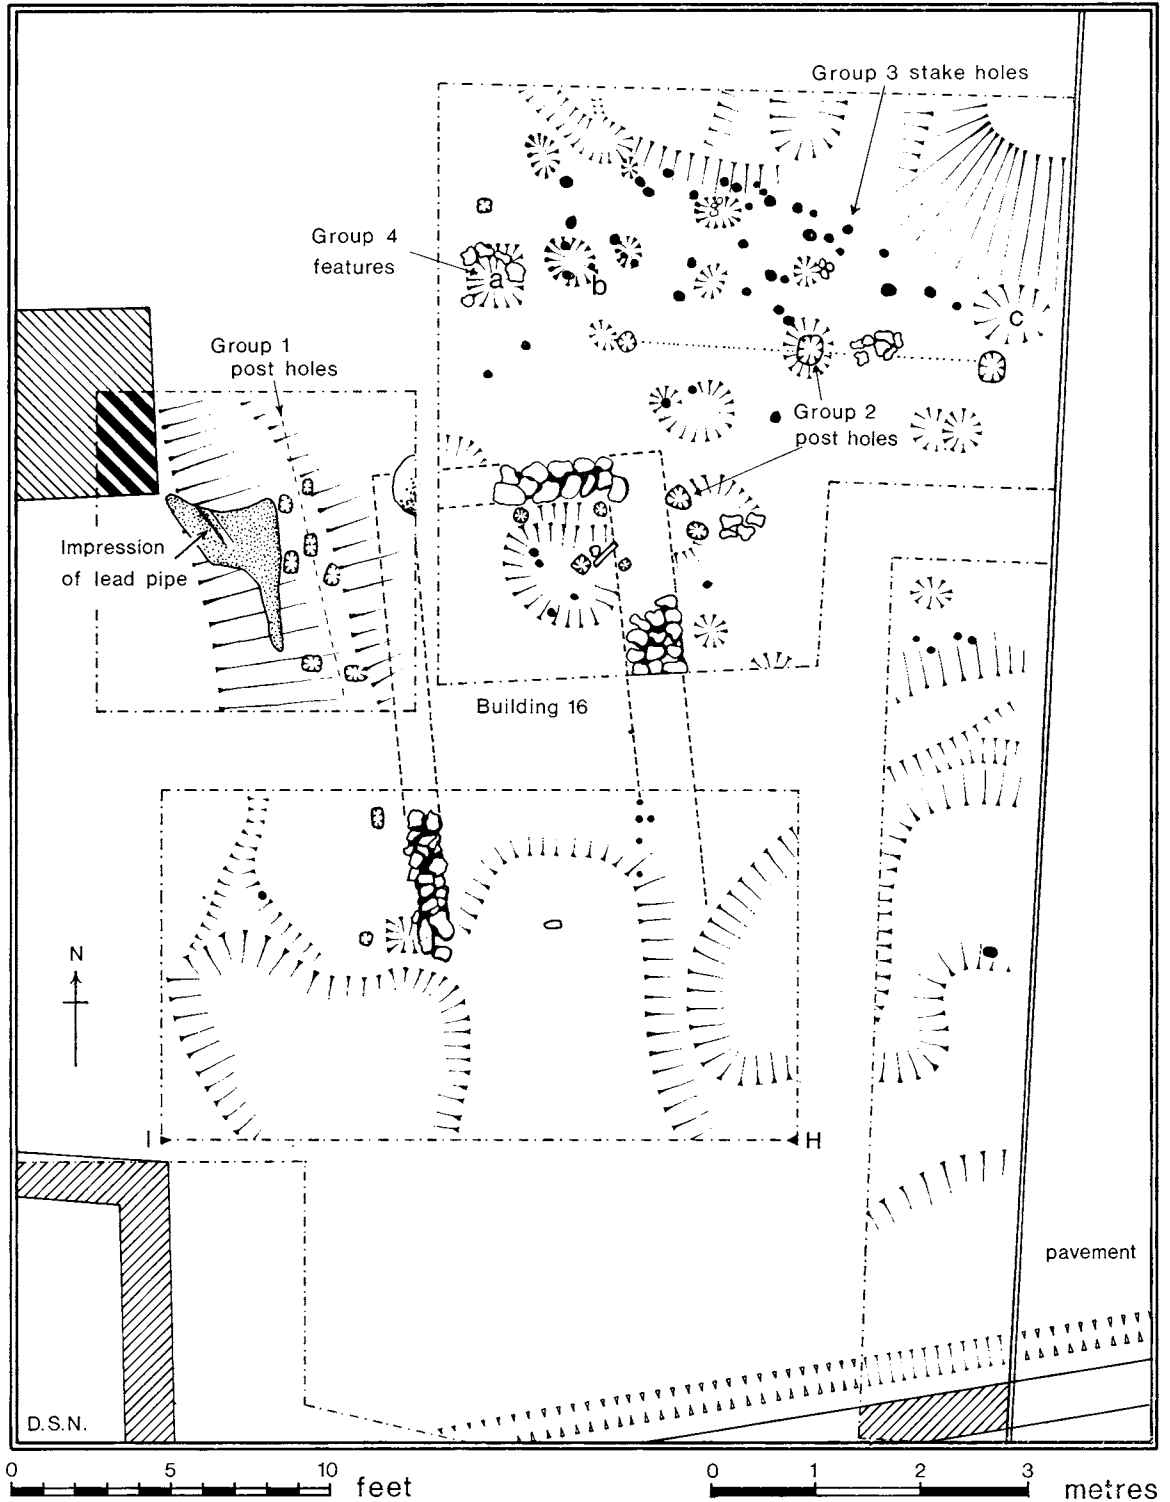 Group 3 stake holes
Group 4
features
a
b
c
Group 1
post holes
Group 2
post holes
Impression
of lead pipe
Building 16
N
I
H
pavement
D.S.N.
0 5 10 feet
0 1 2 3 metres